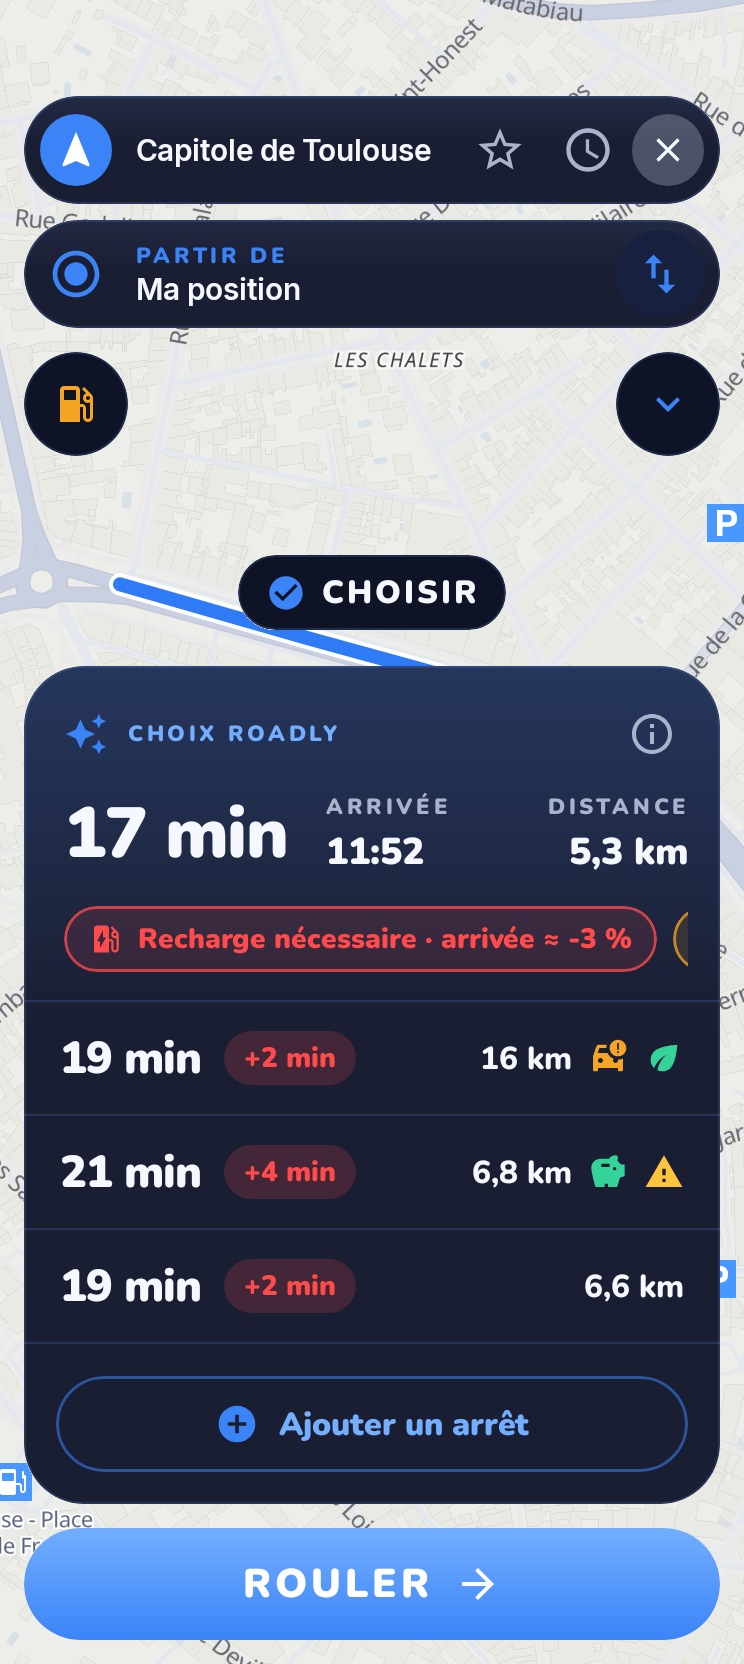 Matabiau
Capitole de Toulouse
PARTIR DE
Ma position
LES CHALETS
P
CHOISIR
CHOIX ROADLY
17 min
ARRIVÉE
11:52
DISTANCE
5,3 km
Recharge nécessaire · arrivée ≈ -3 %
19 min +2 min 16 km
21 min +4 min 6,8 km
19 min +2 min 6,6 km
Ajouter un arrêt
se - Place
ROULER